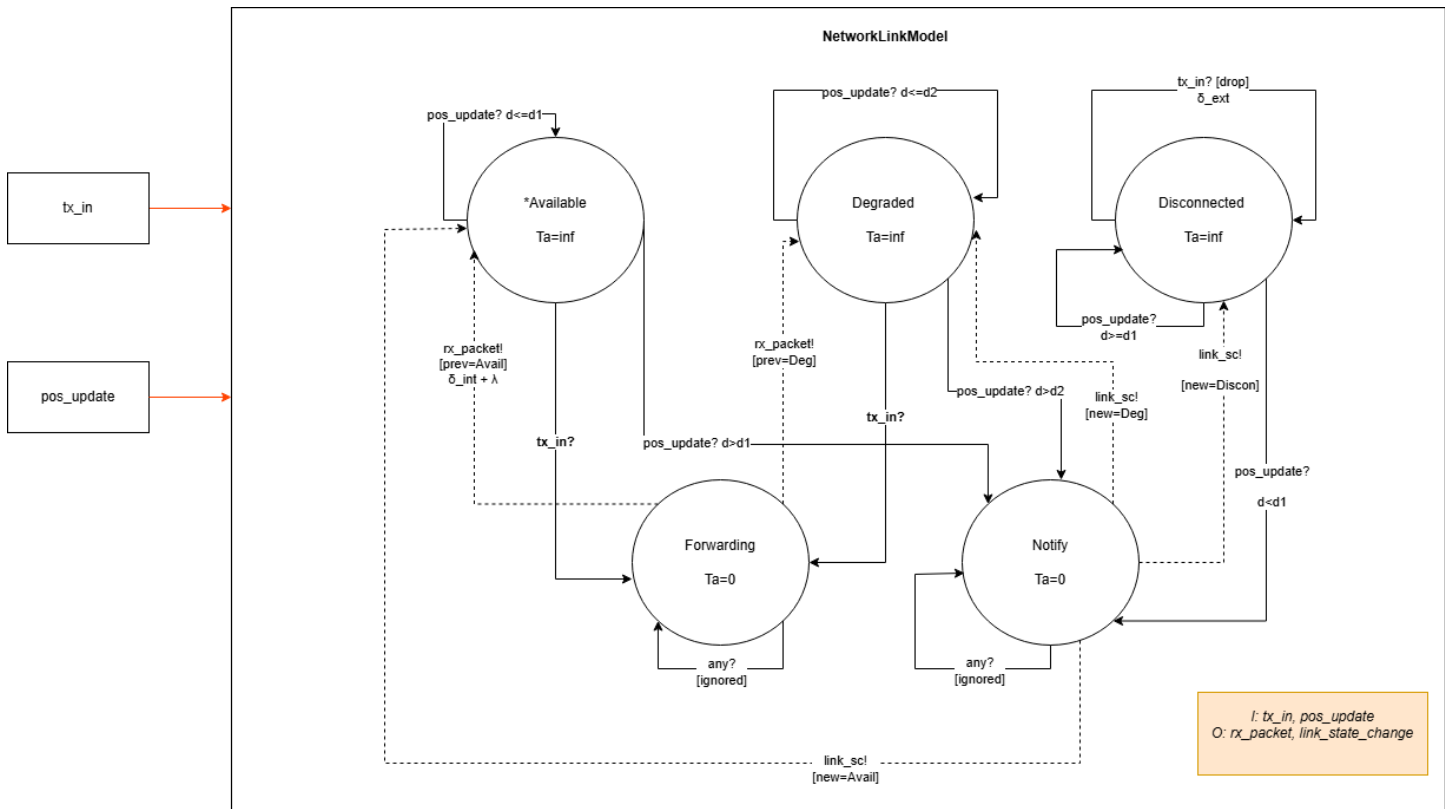 NetworkLinkModel
tx_in
pos_update
pos_update? d<=d1
*Available
Ta=inf
pos_update? d<=d2
Degraded
Ta=inf
tx_in? [drop]
δ_ext
Disconnected
Ta=inf
pos_update?
d>=d1
rx_packet!
[prev=Avail]
δ_int + λ
rx_packet!
[prev=Deg]
link_sc!
[new=Discon]
pos_update? d>d2
link_sc!
[new=Deg]
tx_in?
tx_in?
pos_update? d>d1
pos_update?
d<d1
Forwarding
Ta=0
any?
[ignored]
Notify
Ta=0
any?
[ignored]
link_sc!
[new=Avail]
I: tx_in, pos_update
O: rx_packet, link_state_change